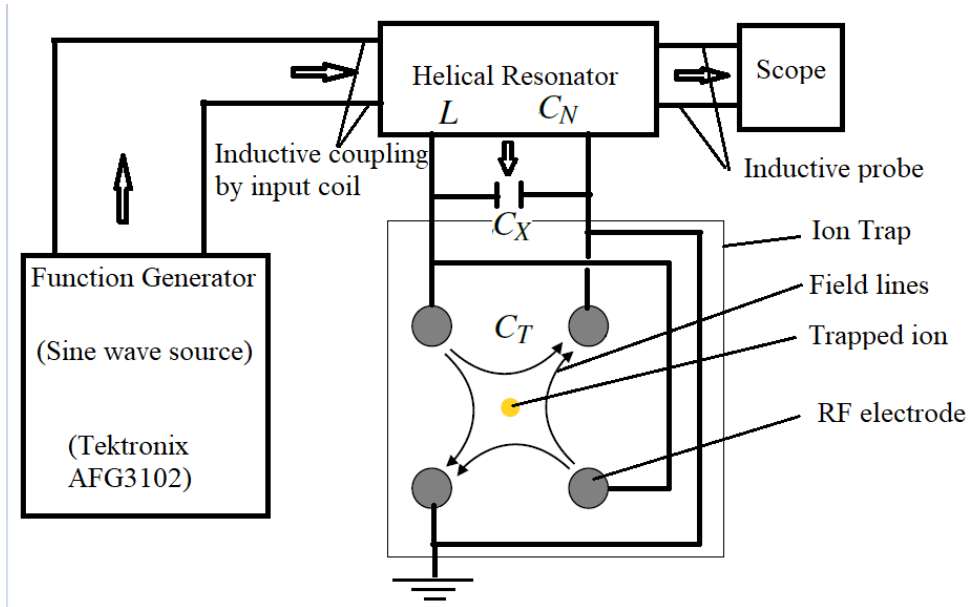 Helical Resonator
L
C_N
Scope
Inductive coupling
by input coil
Inductive probe
C_X
Ion Trap
Function Generator
Field lines
(Sine wave source)
C_T
Trapped ion
RF electrode
(Tektronix
AFG3102)